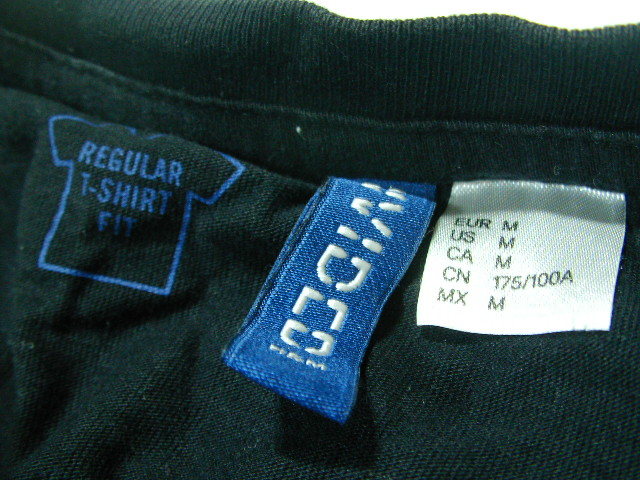 REGULAR
T-SHIRT
FIT
H&M
EUR M
US M
CA M
CN 175/100A
MX M